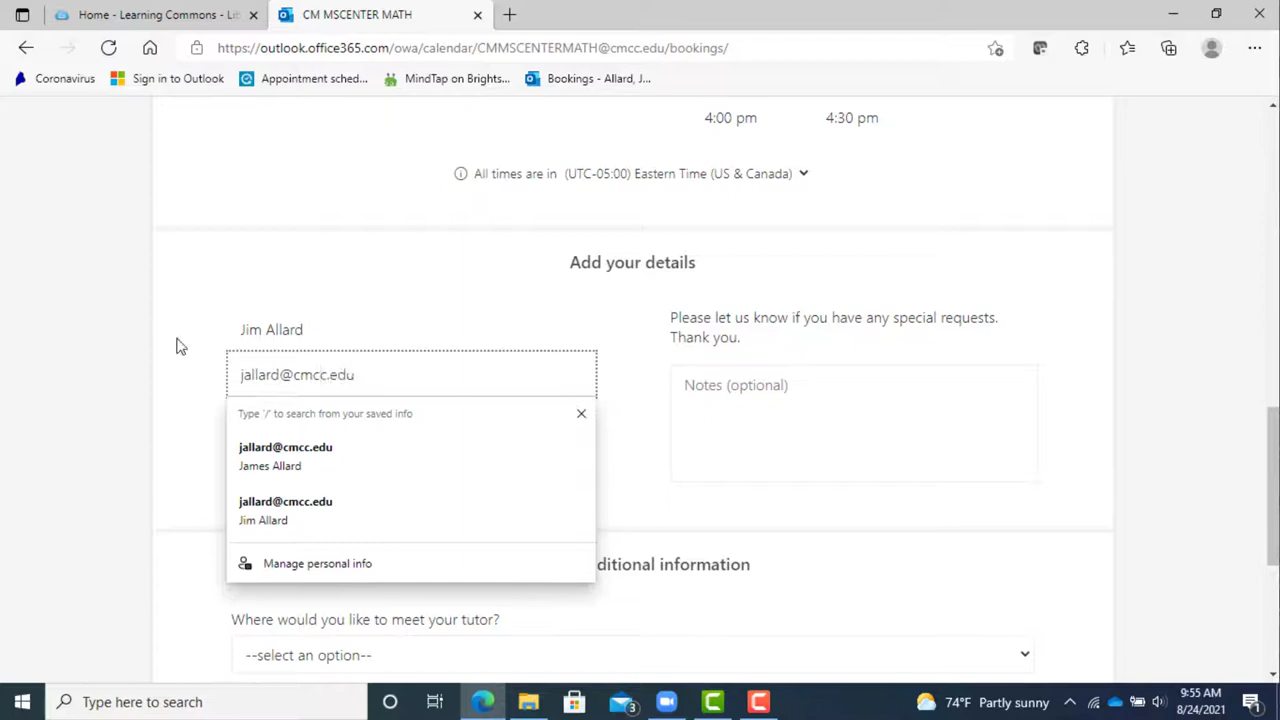 Home - Learning Commons - Lib
CM MSCENTER MATH
https://outlook.office365.com/owa/calendar/CMMSCENTERMATH@cmcc.edu/bookings/
Coronavirus
Sign in to Outlook
Appointment sched...
MindTap on Brights...
Bookings - Allard, J...
4:00 pm
4:30 pm
All times are in (UTC-05:00) Eastern Time (US & Canada)
Add your details
Jim Allard
jallard@cmcc.edu
Type '/' to search from your saved info
jallard@cmcc.edu
James Allard
jallard@cmcc.edu
Jim Allard
Manage personal info
Please let us know if you have any special requests.
Thank you.
Notes (optional)
ditional information
Where would you like to meet your tutor?
--select an option--
Type here to search
3
74°F Partly sunny
9:55 AM
8/24/2021
1